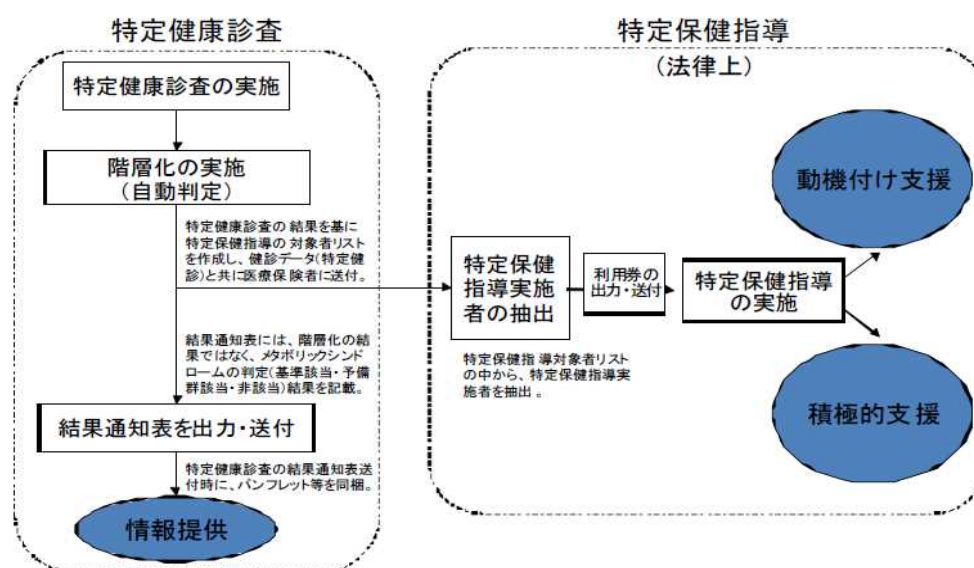 特定健康診査
特定健康診査の実施
階層化の実施
(自動判定)
特定健康診査の結果を基に
特定保健指導の対象者リスト
を作成し、健診データ(特定健
診)と共に医療保険者に送付。
結果通知表には、階層化の結
果ではなく、メタボリックシンド
ロームの判定(基準該当・予備
群該当・非該当)結果を記載。
結果通知表を出力・送付
特定健康診査の結果通知表送
付時に、パンフレット等を同梱。
情報提供
特定保健指導
(法律上)
特定保健
指導実施
者の抽出
特定保健指導対象者リスト
の中から、特定保健指導実
施者を抽出。
利用券の
出力・送付
特定保健指導
の実施
動機付け支援
積極的支援